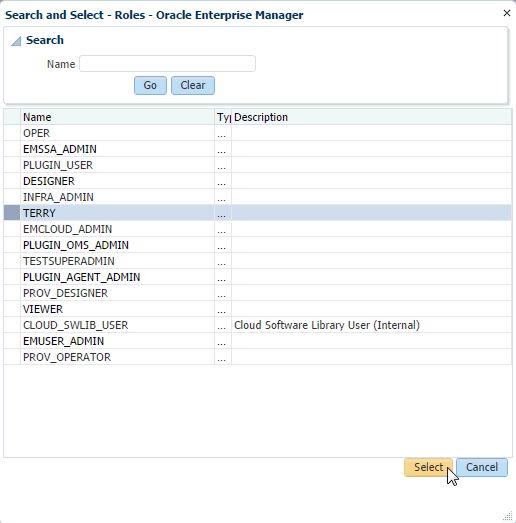 Search and Select - Roles - Oracle Enterprise Manager
Search
Name
Go Clear
Name Typ Description
OPER ...
EMSSA_ADMIN ...
PLUGIN_USER ...
DESIGNER ...
INFRA_ADMIN ...
TERRY ...
EMCLOUD_ADMIN ...
PLUGIN_OMS_ADMIN ...
TESTSUPERADMIN ...
PLUGIN_AGENT_ADMIN ...
PROV_DESIGNER ...
VIEWER ...
CLOUD_SWLIB_USER ... Cloud Software Library User (Internal)
EMUSER_ADMIN ...
PROV_OPERATOR ...
Select Cancel